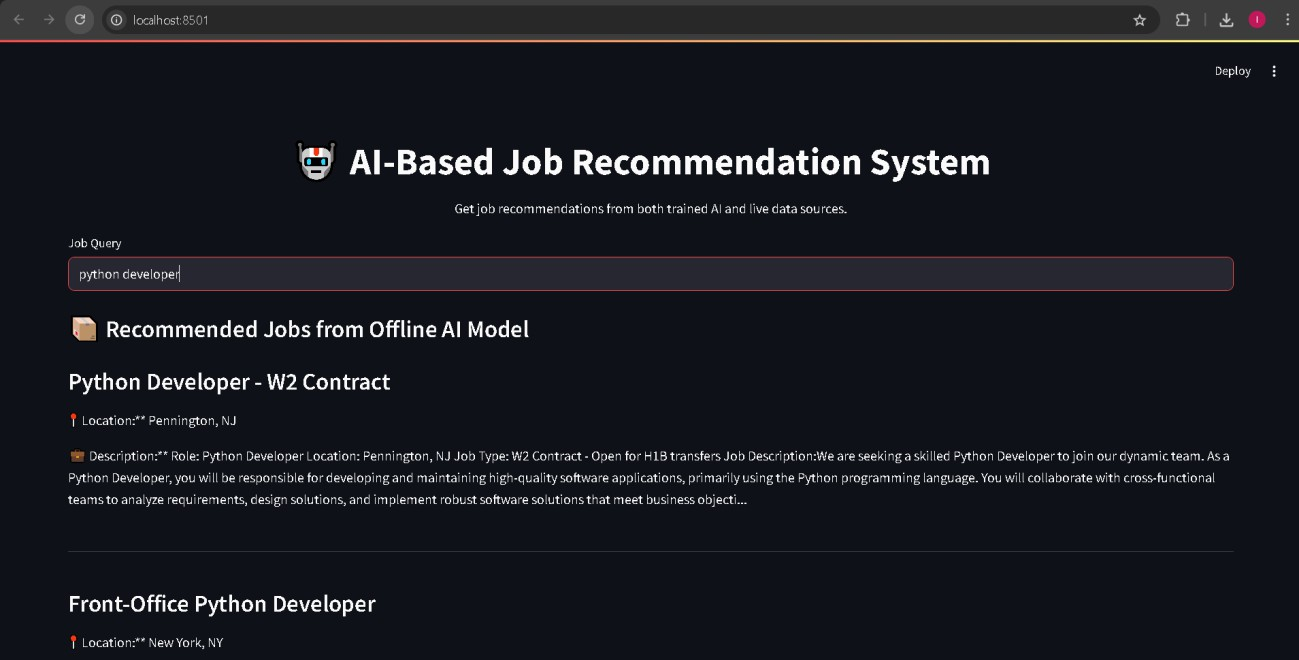 localhost:8501
Deploy
AI-Based Job Recommendation System
Get job recommendations from both trained AI and live data sources.
Job Query
python developer
Recommended Jobs from Offline AI Model
Python Developer - W2 Contract
Location:** Pennington, NJ
Description:** Role: Python Developer Location: Pennington, NJ Job Type: W2 Contract - Open for H1B transfers Job Description:We are seeking a skilled Python Developer to join our dynamic team. As a
Python Developer, you will be responsible for developing and maintaining high-quality software applications, primarily using the Python programming language. You will collaborate with cross-functional
teams to analyze requirements, design solutions, and implement robust software solutions that meet business objecti...
Front-Office Python Developer
Location:** New York, NY